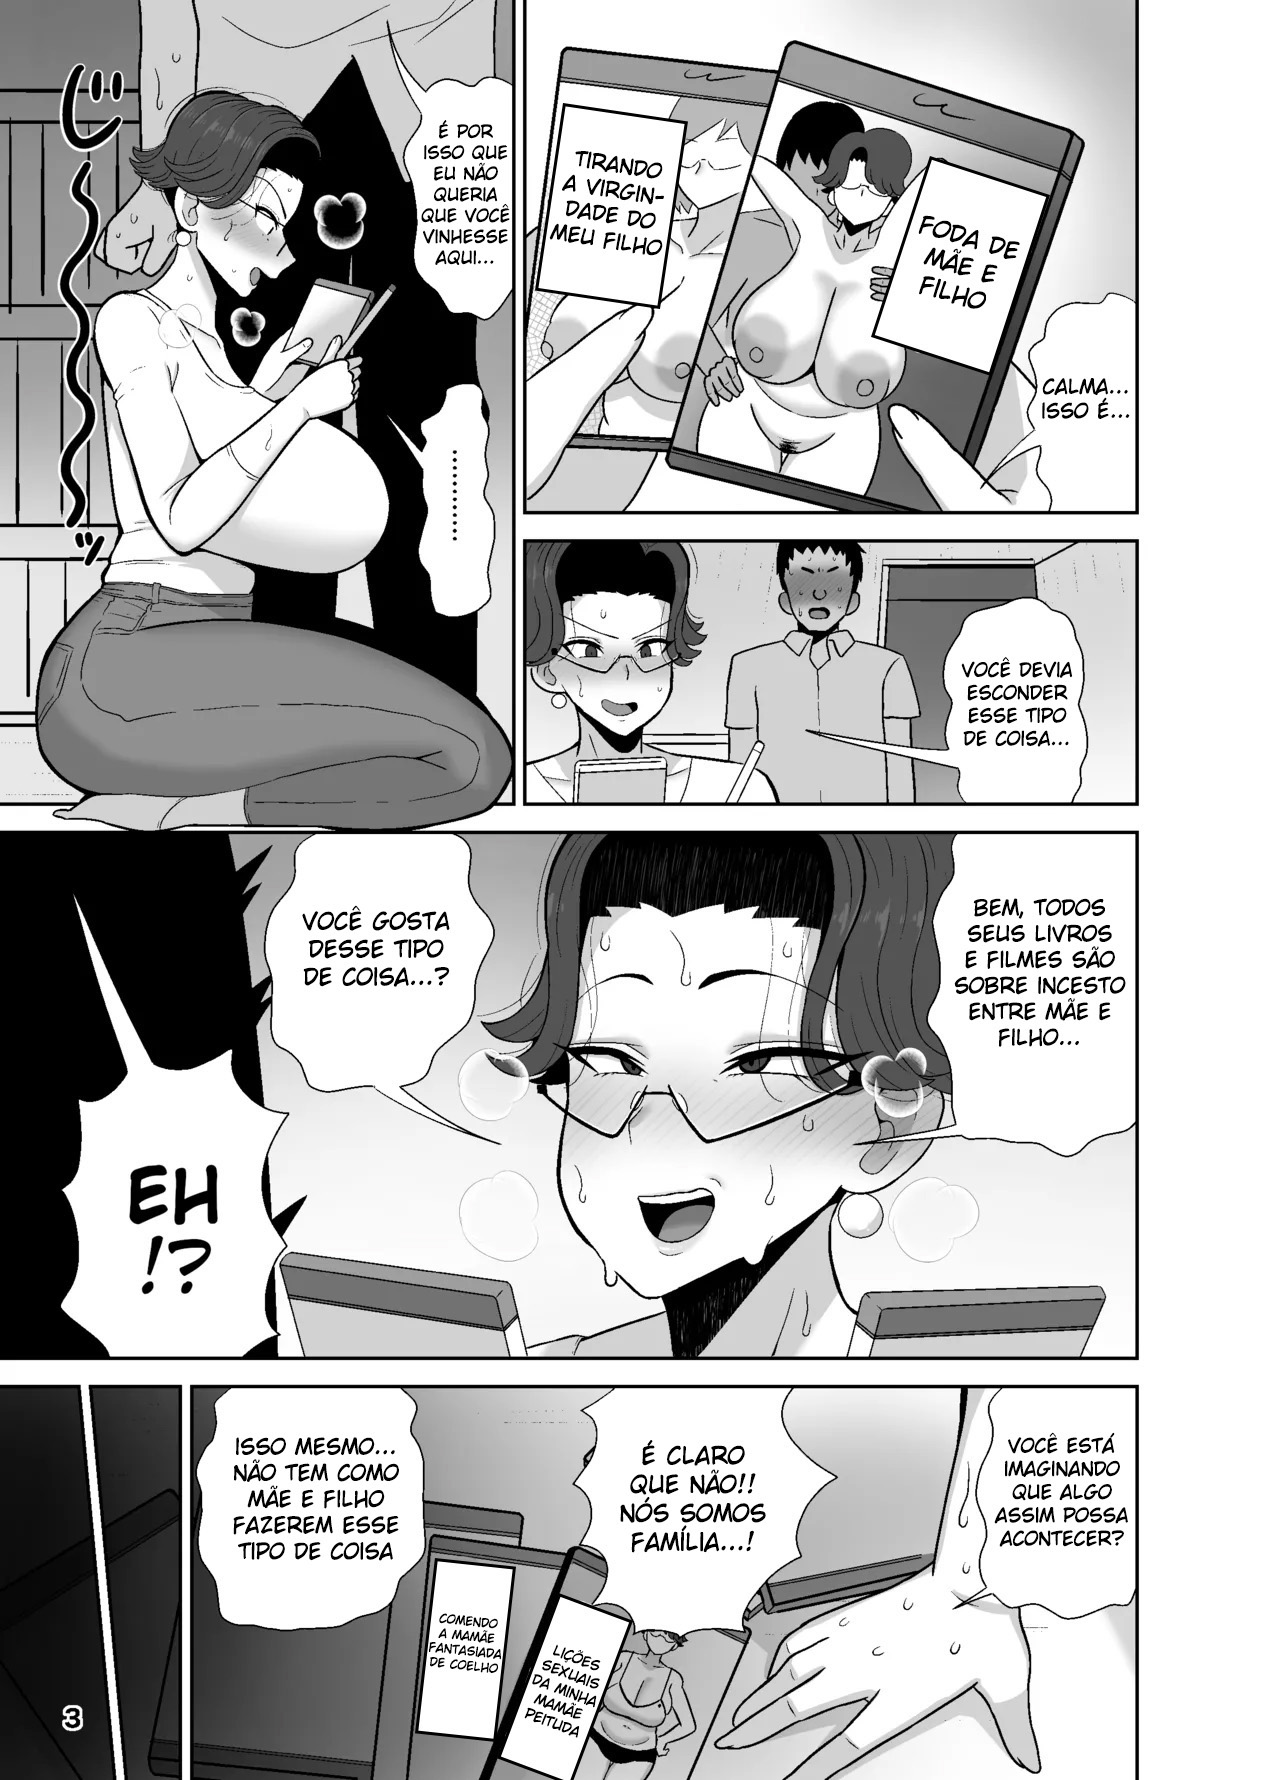 FODA DE
MÃE E
FILHO
TIRANDO
A VIRGIN-
DADE DO
MEU FILHO
CALMA...
ISSO É...
É POR
ISSO QUE
EU NÃO
QUERIA
QUE VOCÊ
VINHESSE
AQUI...
..........
じーッ
VOCÊ DEVIA
ESCONDER
ESSE TIPO
DE COISA...
BEM, TODOS
SEUS LIVROS
E FILMES SÃO
SOBRE INCESTO
ENTRE MÃE E
FILHO...
VOCÊ GOSTA
DESSE TIPO
DE COISA...?
EH
!?
VOCÊ ESTÁ
IMAGINANDO
QUE ALGO
ASSIM POSSA
ACONTECER?
É CLARO
QUE NÃO!!
NÓS SOMOS
FAMÍLIA...!
LIÇÕES
SEXUAIS
DA MINHA
MAMÃE
PEITUDA
COMENDO
A MAMÃE
FANTASIADA
DE COELHO
ISSO MESMO...
NÃO TEM COMO
MÃE E FILHO
FAZEREM ESSE
TIPO DE COISA
3